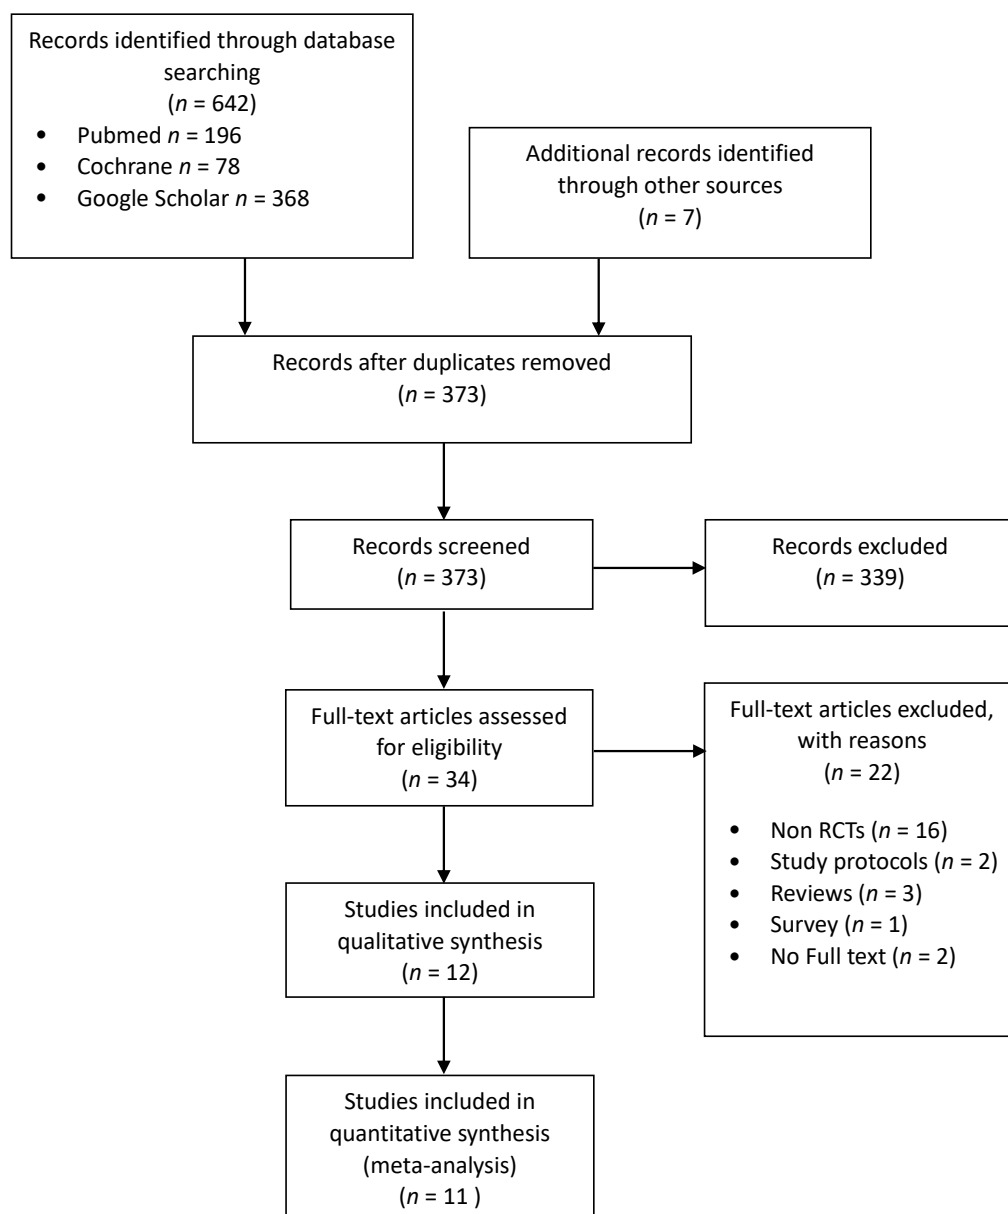 Records identified through database
searching
(n = 642)
• Pubmed n = 196
• Cochrane n = 78
• Google Scholar n = 368
Additional records identified
through other sources
(n = 7)
Records after duplicates removed
(n = 373)
Records screened
(n = 373)
Records excluded
(n = 339)
Full-text articles assessed
for eligibility
(n = 34)
Full-text articles excluded,
with reasons
(n = 22)
• Non RCTs (n = 16)
• Study protocols (n = 2)
• Reviews (n = 3)
• Survey (n = 1)
• No Full text (n = 2)
Studies included in
qualitative synthesis
(n = 12)
Studies included in
quantitative synthesis
(meta-analysis)
(n = 11 )